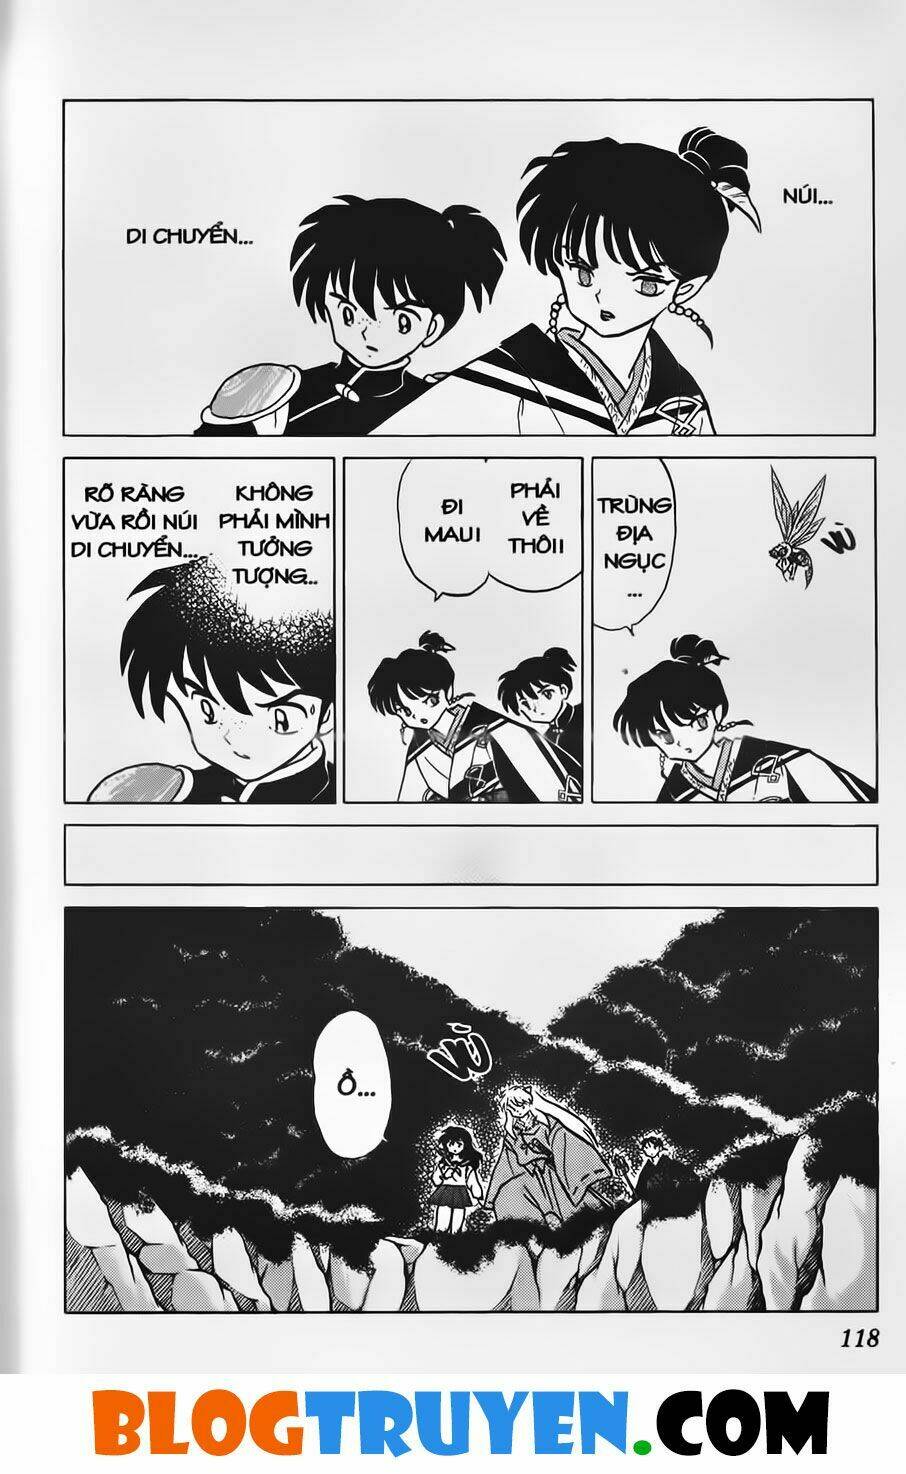 NÚI...
DI CHUYỂN...
TRÙNG
ĐỊA
NGỤC
...
VÙ
PHẢI
VỀ
THÔI!
ĐI
MAU!
KHÔNG
PHẢI MÌNH
TƯỞNG
TƯỢNG...
RÕ RÀNG
VỪA RỒI NÚI
DI CHUYỂN...
VÙ
Ồ...
118
BLOGTRUYEN.COM